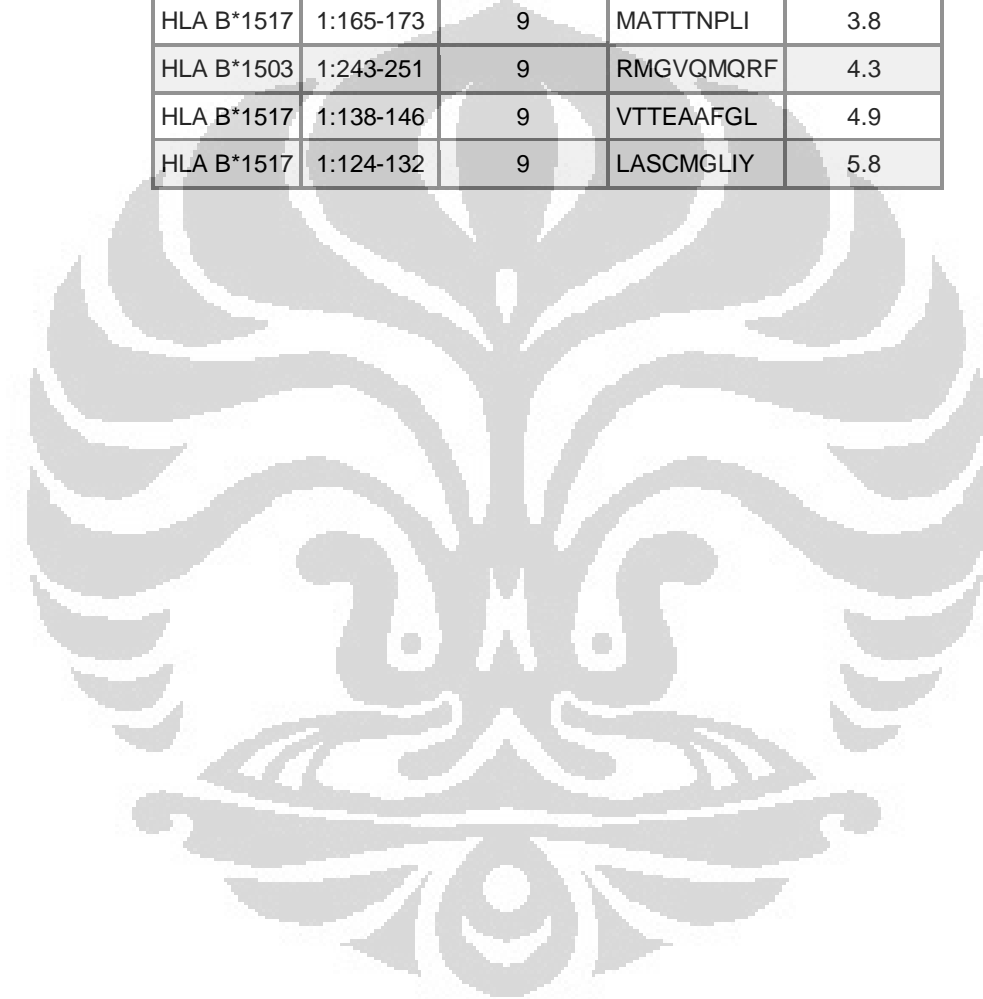 HLA B*1517 1:165-173 9 MATTTNPLI 3.8
HLA B*1503 1:243-251 9 RMGVQMQRF 4.3
HLA B*1517 1:138-146 9 VTTEAAFGL 4.9
HLA B*1517 1:124-132 9 LASCMGLIY 5.8